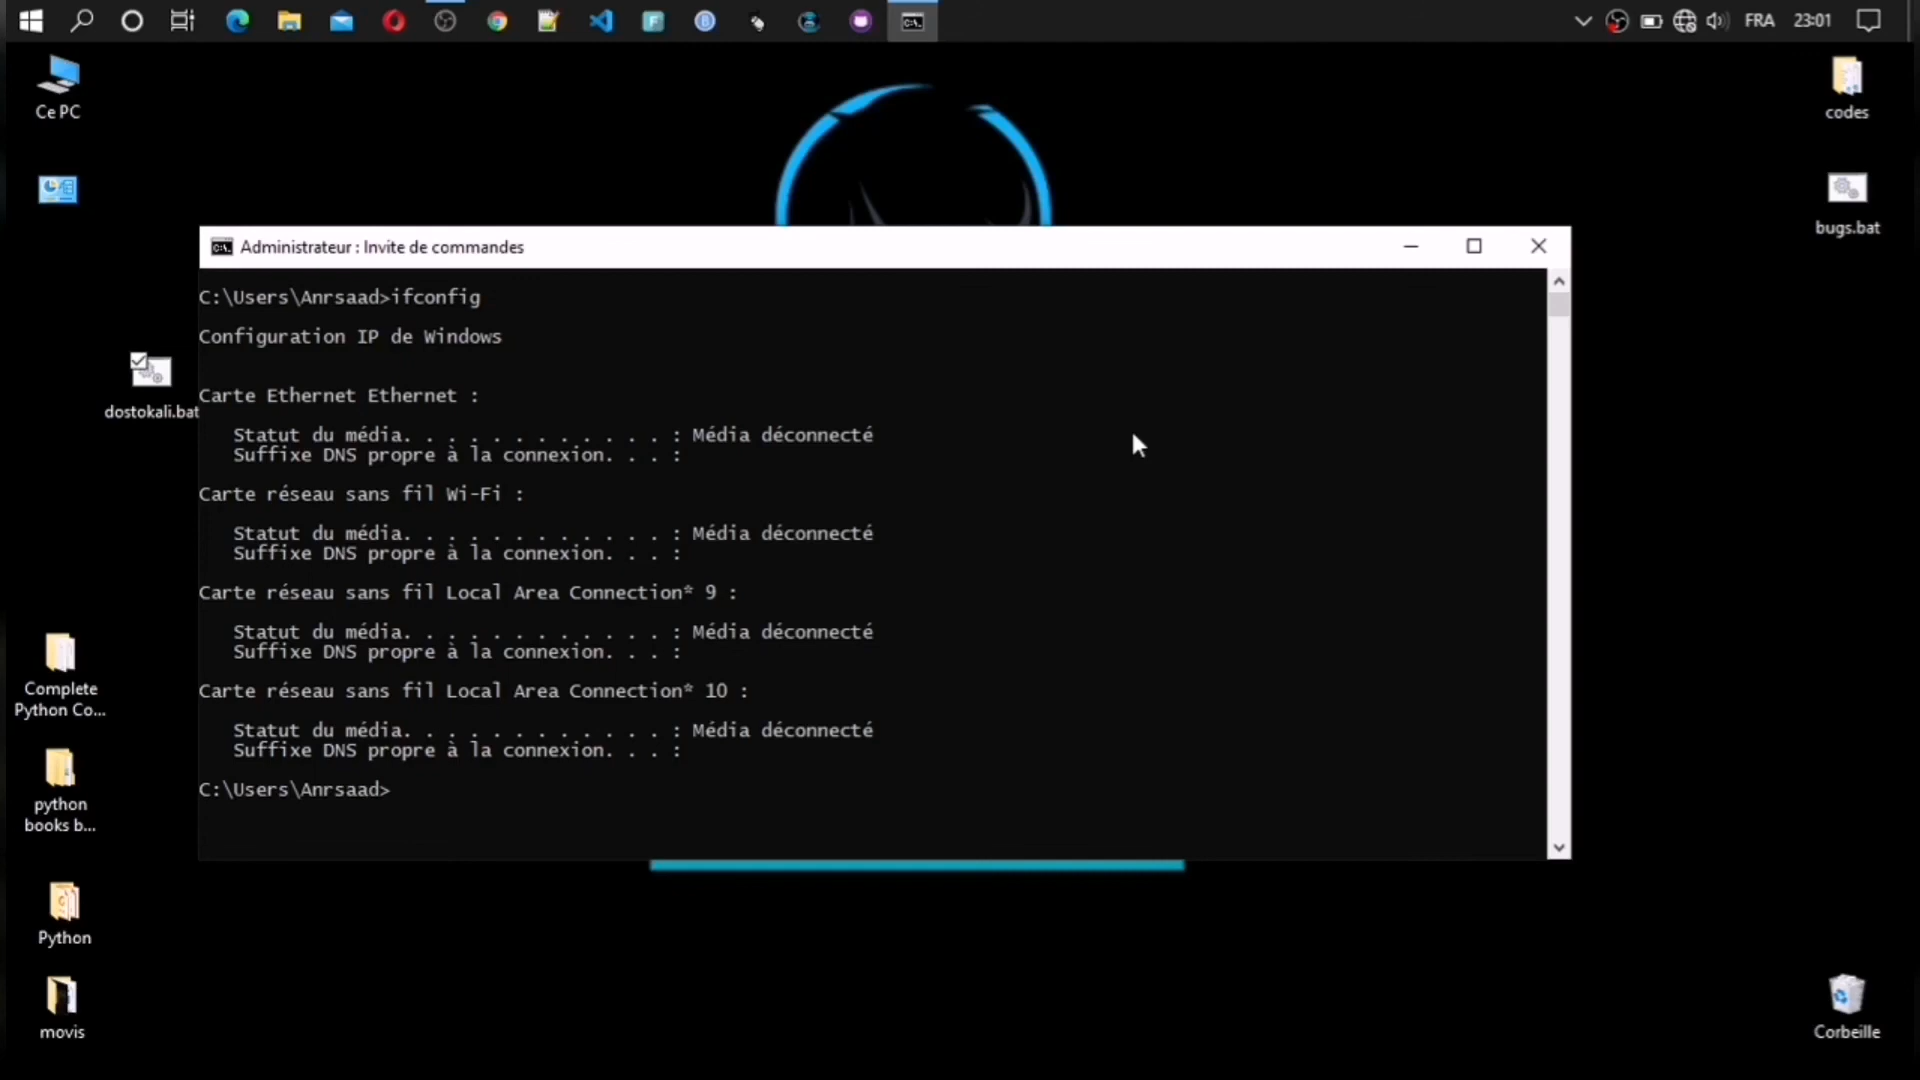 FRA
23:01
Ce PC
codes
bugs.bat
Administrateur : Invite de commandes
C:\Users\Anrsaad>ifconfig
Configuration IP de Windows
Carte Ethernet Ethernet :
Statut du média. . . . . . . . . . . . : Média déconnecté
Suffixe DNS propre à la connexion. . . :
Carte réseau sans fil Wi-Fi :
Statut du média. . . . . . . . . . . . : Média déconnecté
Suffixe DNS propre à la connexion. . . :
Carte réseau sans fil Local Area Connection* 9 :
Statut du média. . . . . . . . . . . . : Média déconnecté
Suffixe DNS propre à la connexion. . . :
Carte réseau sans fil Local Area Connection* 10 :
Statut du média. . . . . . . . . . . . : Média déconnecté
Suffixe DNS propre à la connexion. . . :
C:\Users\Anrsaad>
dostokali.bat
Complete
Python Co...
python
books b...
Python
movis
Corbeille